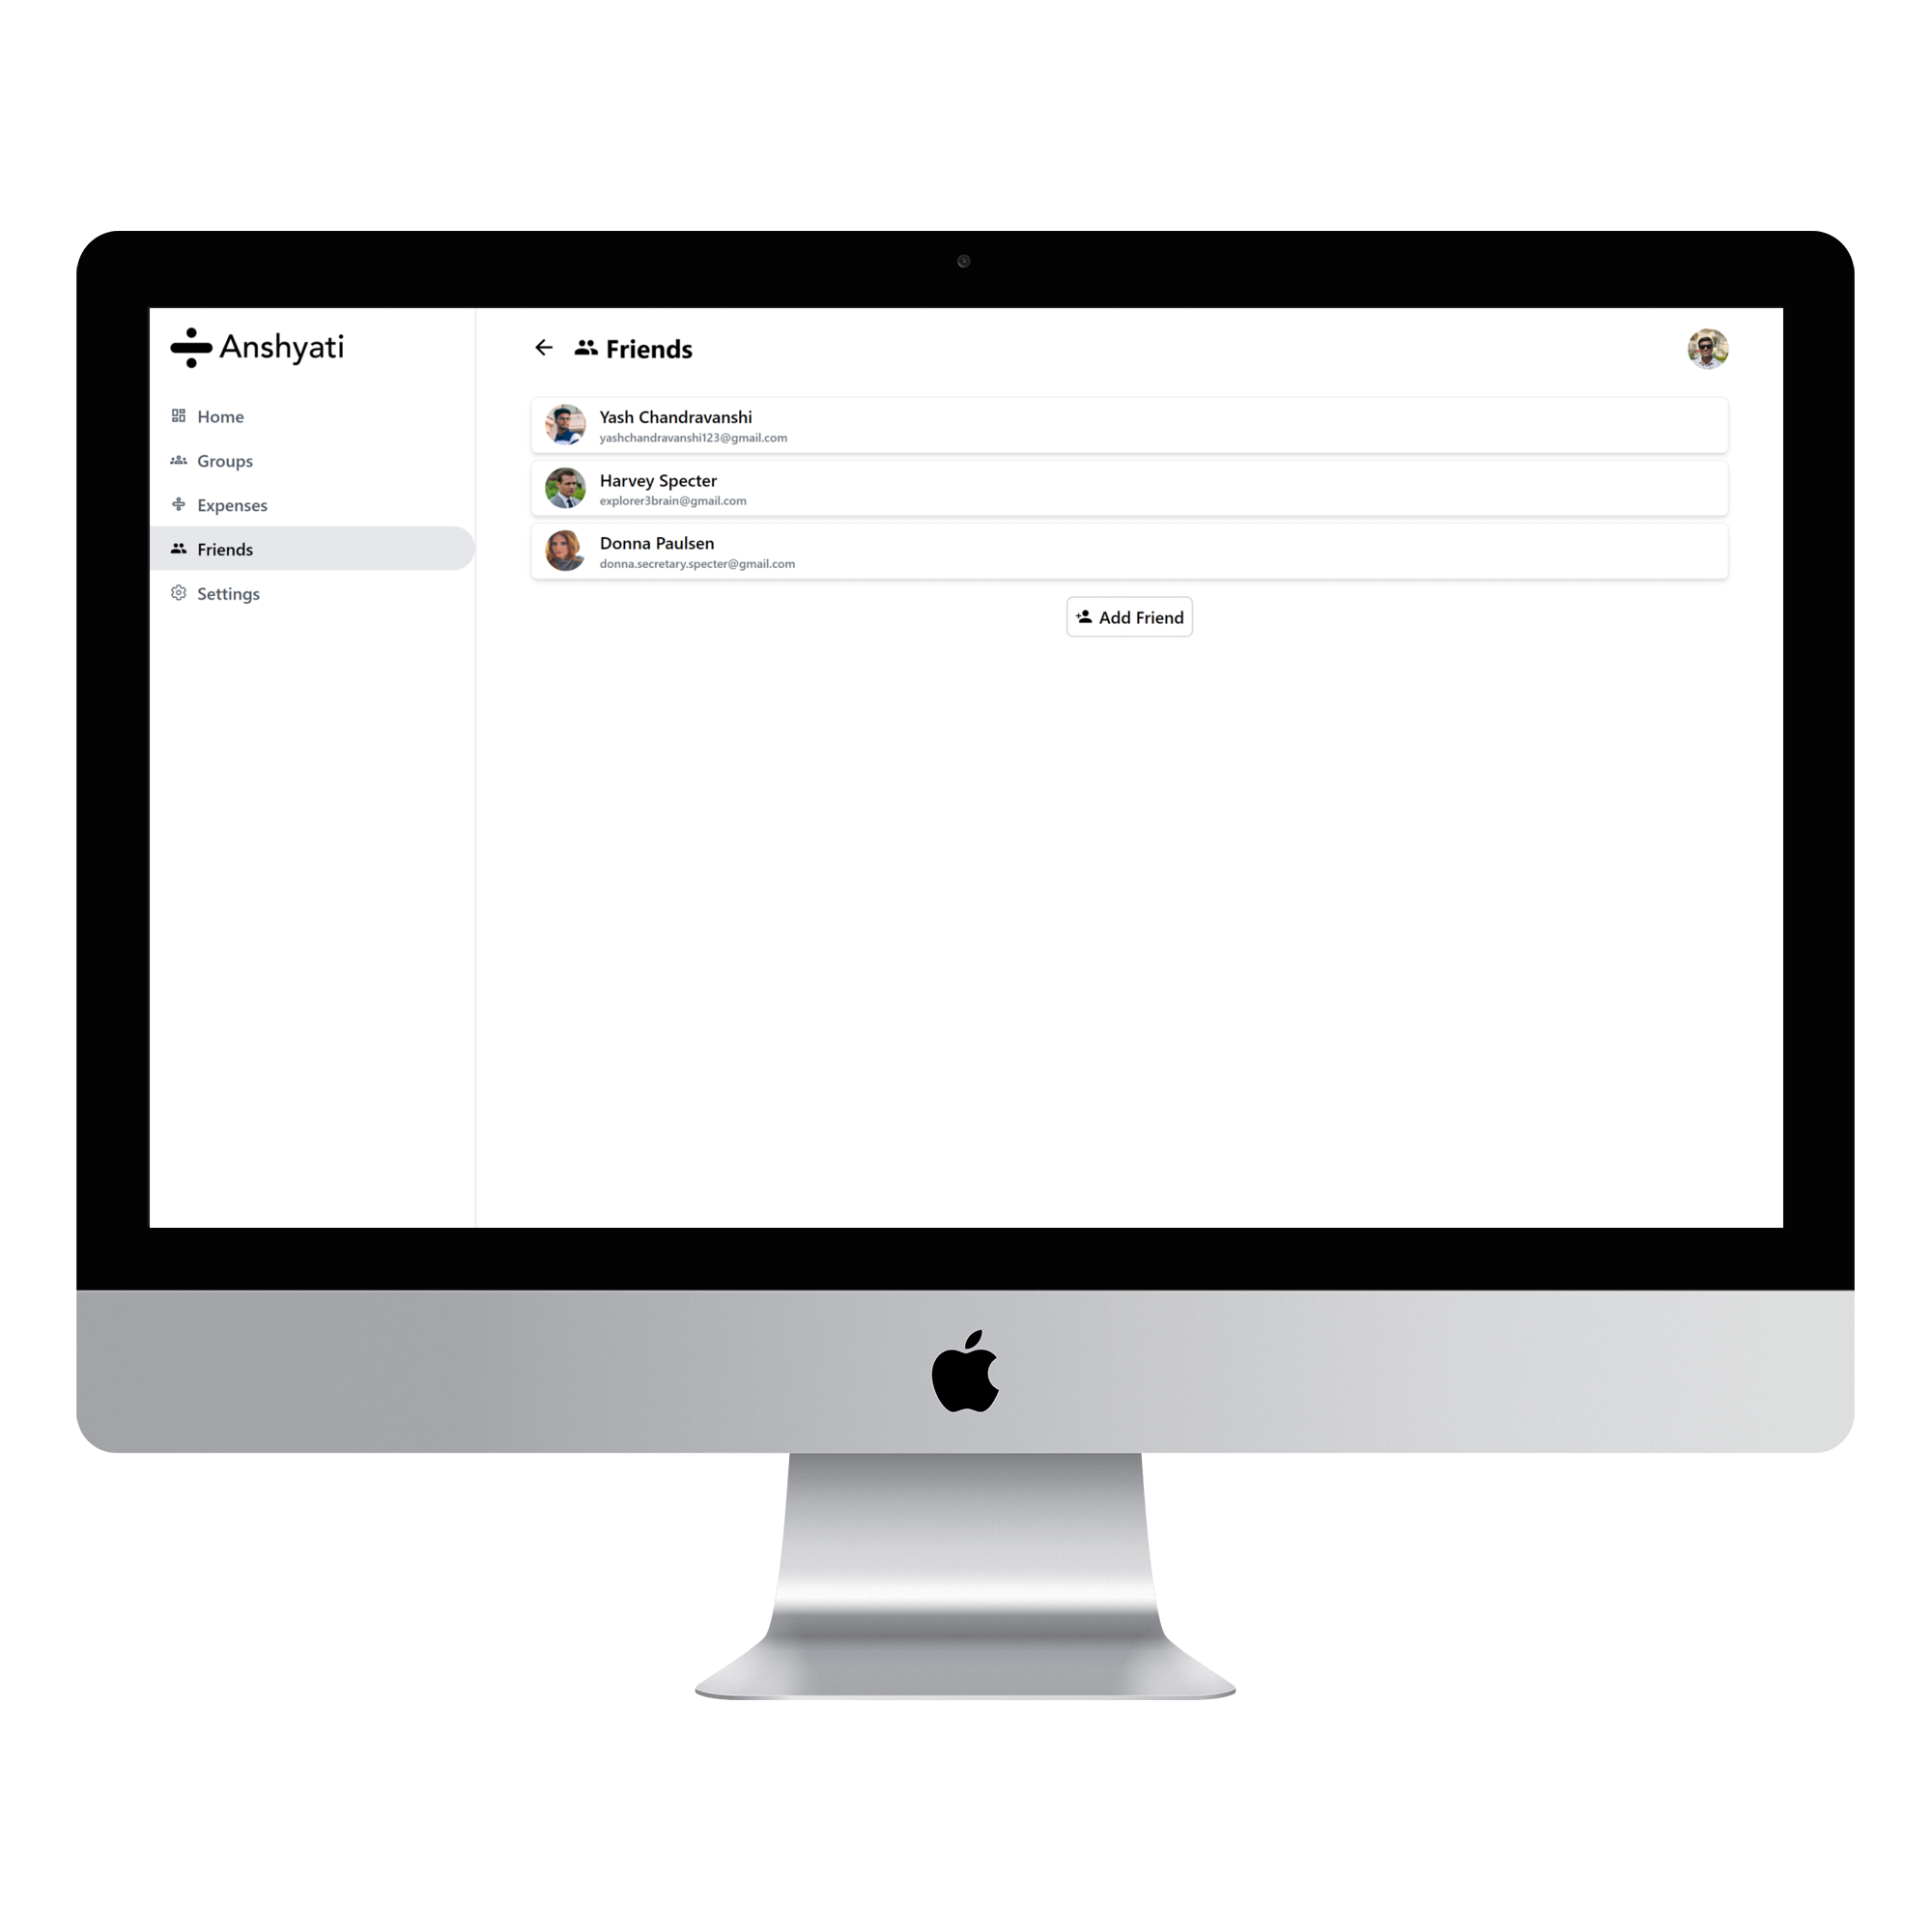 Anshyati
Home
Groups
Expenses
Friends
Settings
Friends
Yash Chandravanshi
yashchandravanshi123@gmail.com
Harvey Specter
explorer3brain@gmail.com
Donna Paulsen
donna.secretary.specter@gmail.com
Add Friend